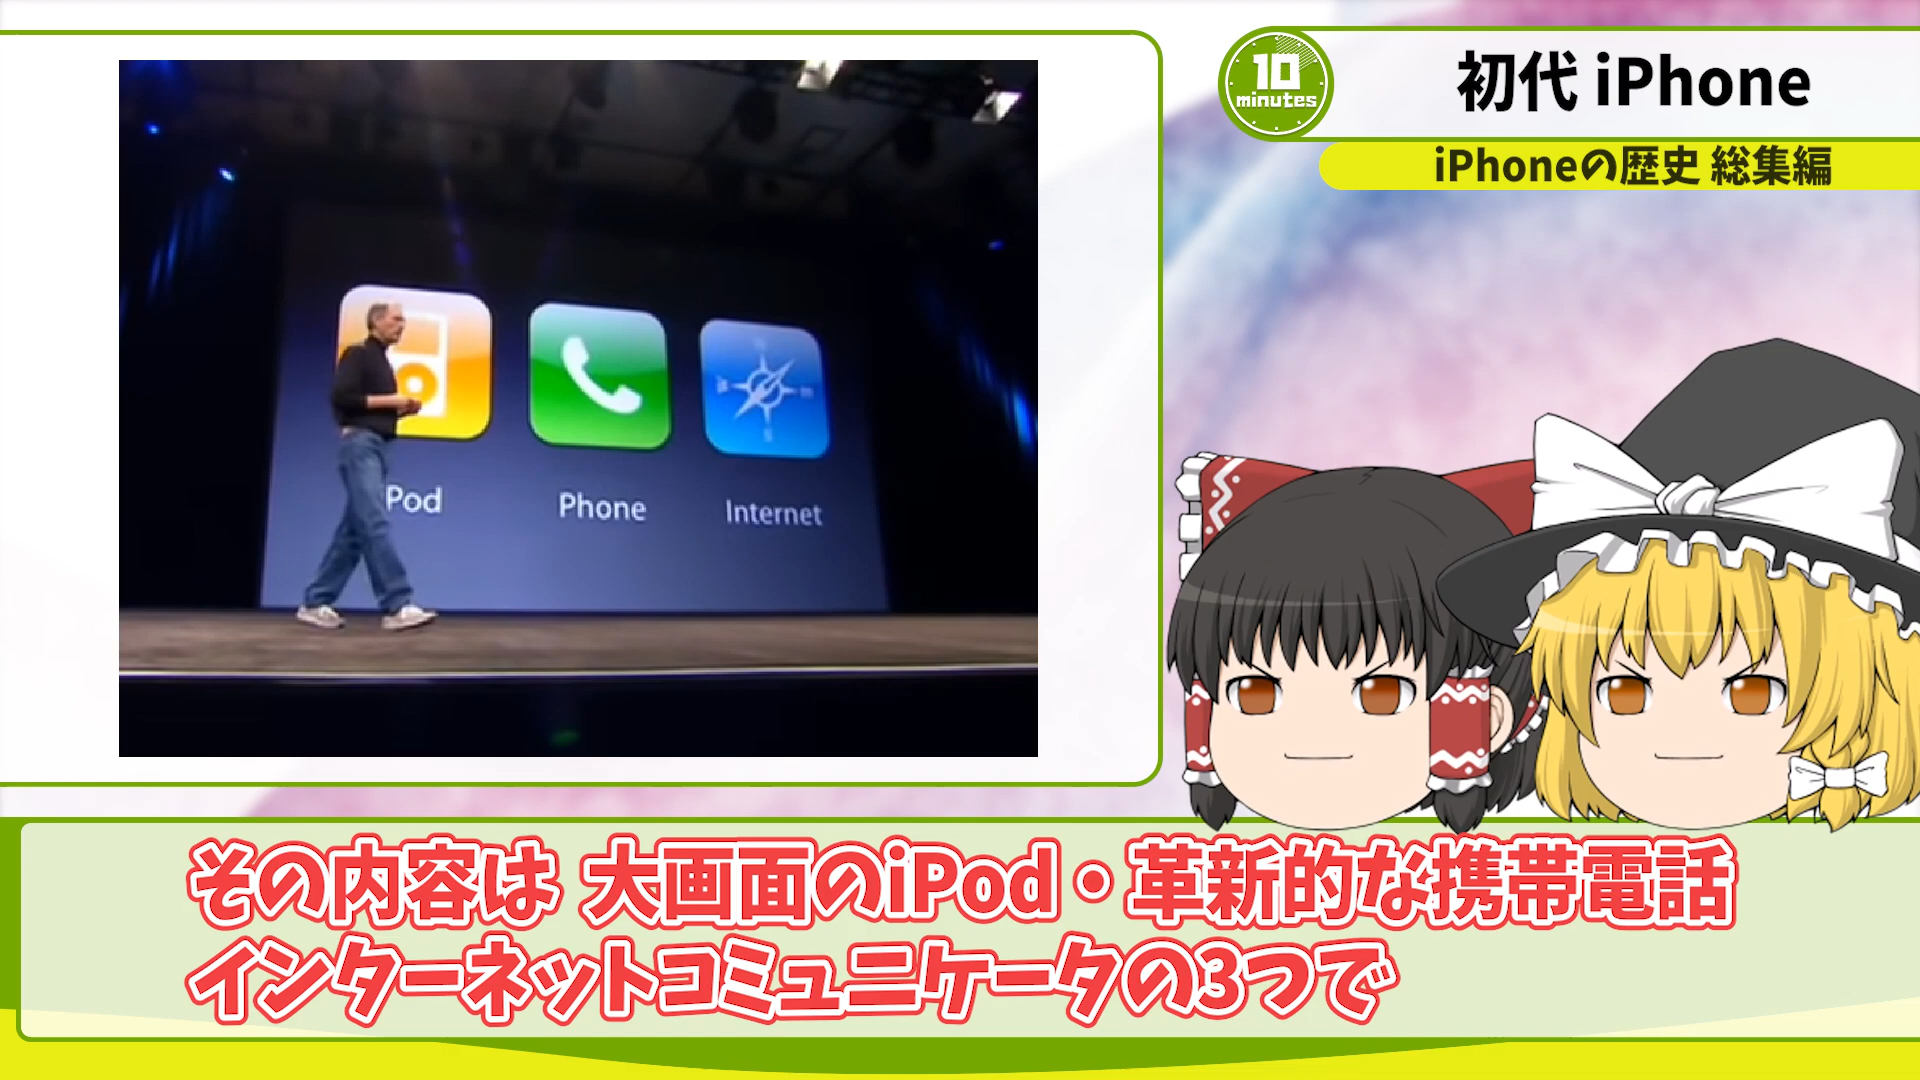 10
minutes
初代 iPhone
iPhoneの歴史 総集編
Pod
Phone
Internet
その内容は 大画面のiPod・革新的な携帯電話
インターネットコミュニケータの3つで